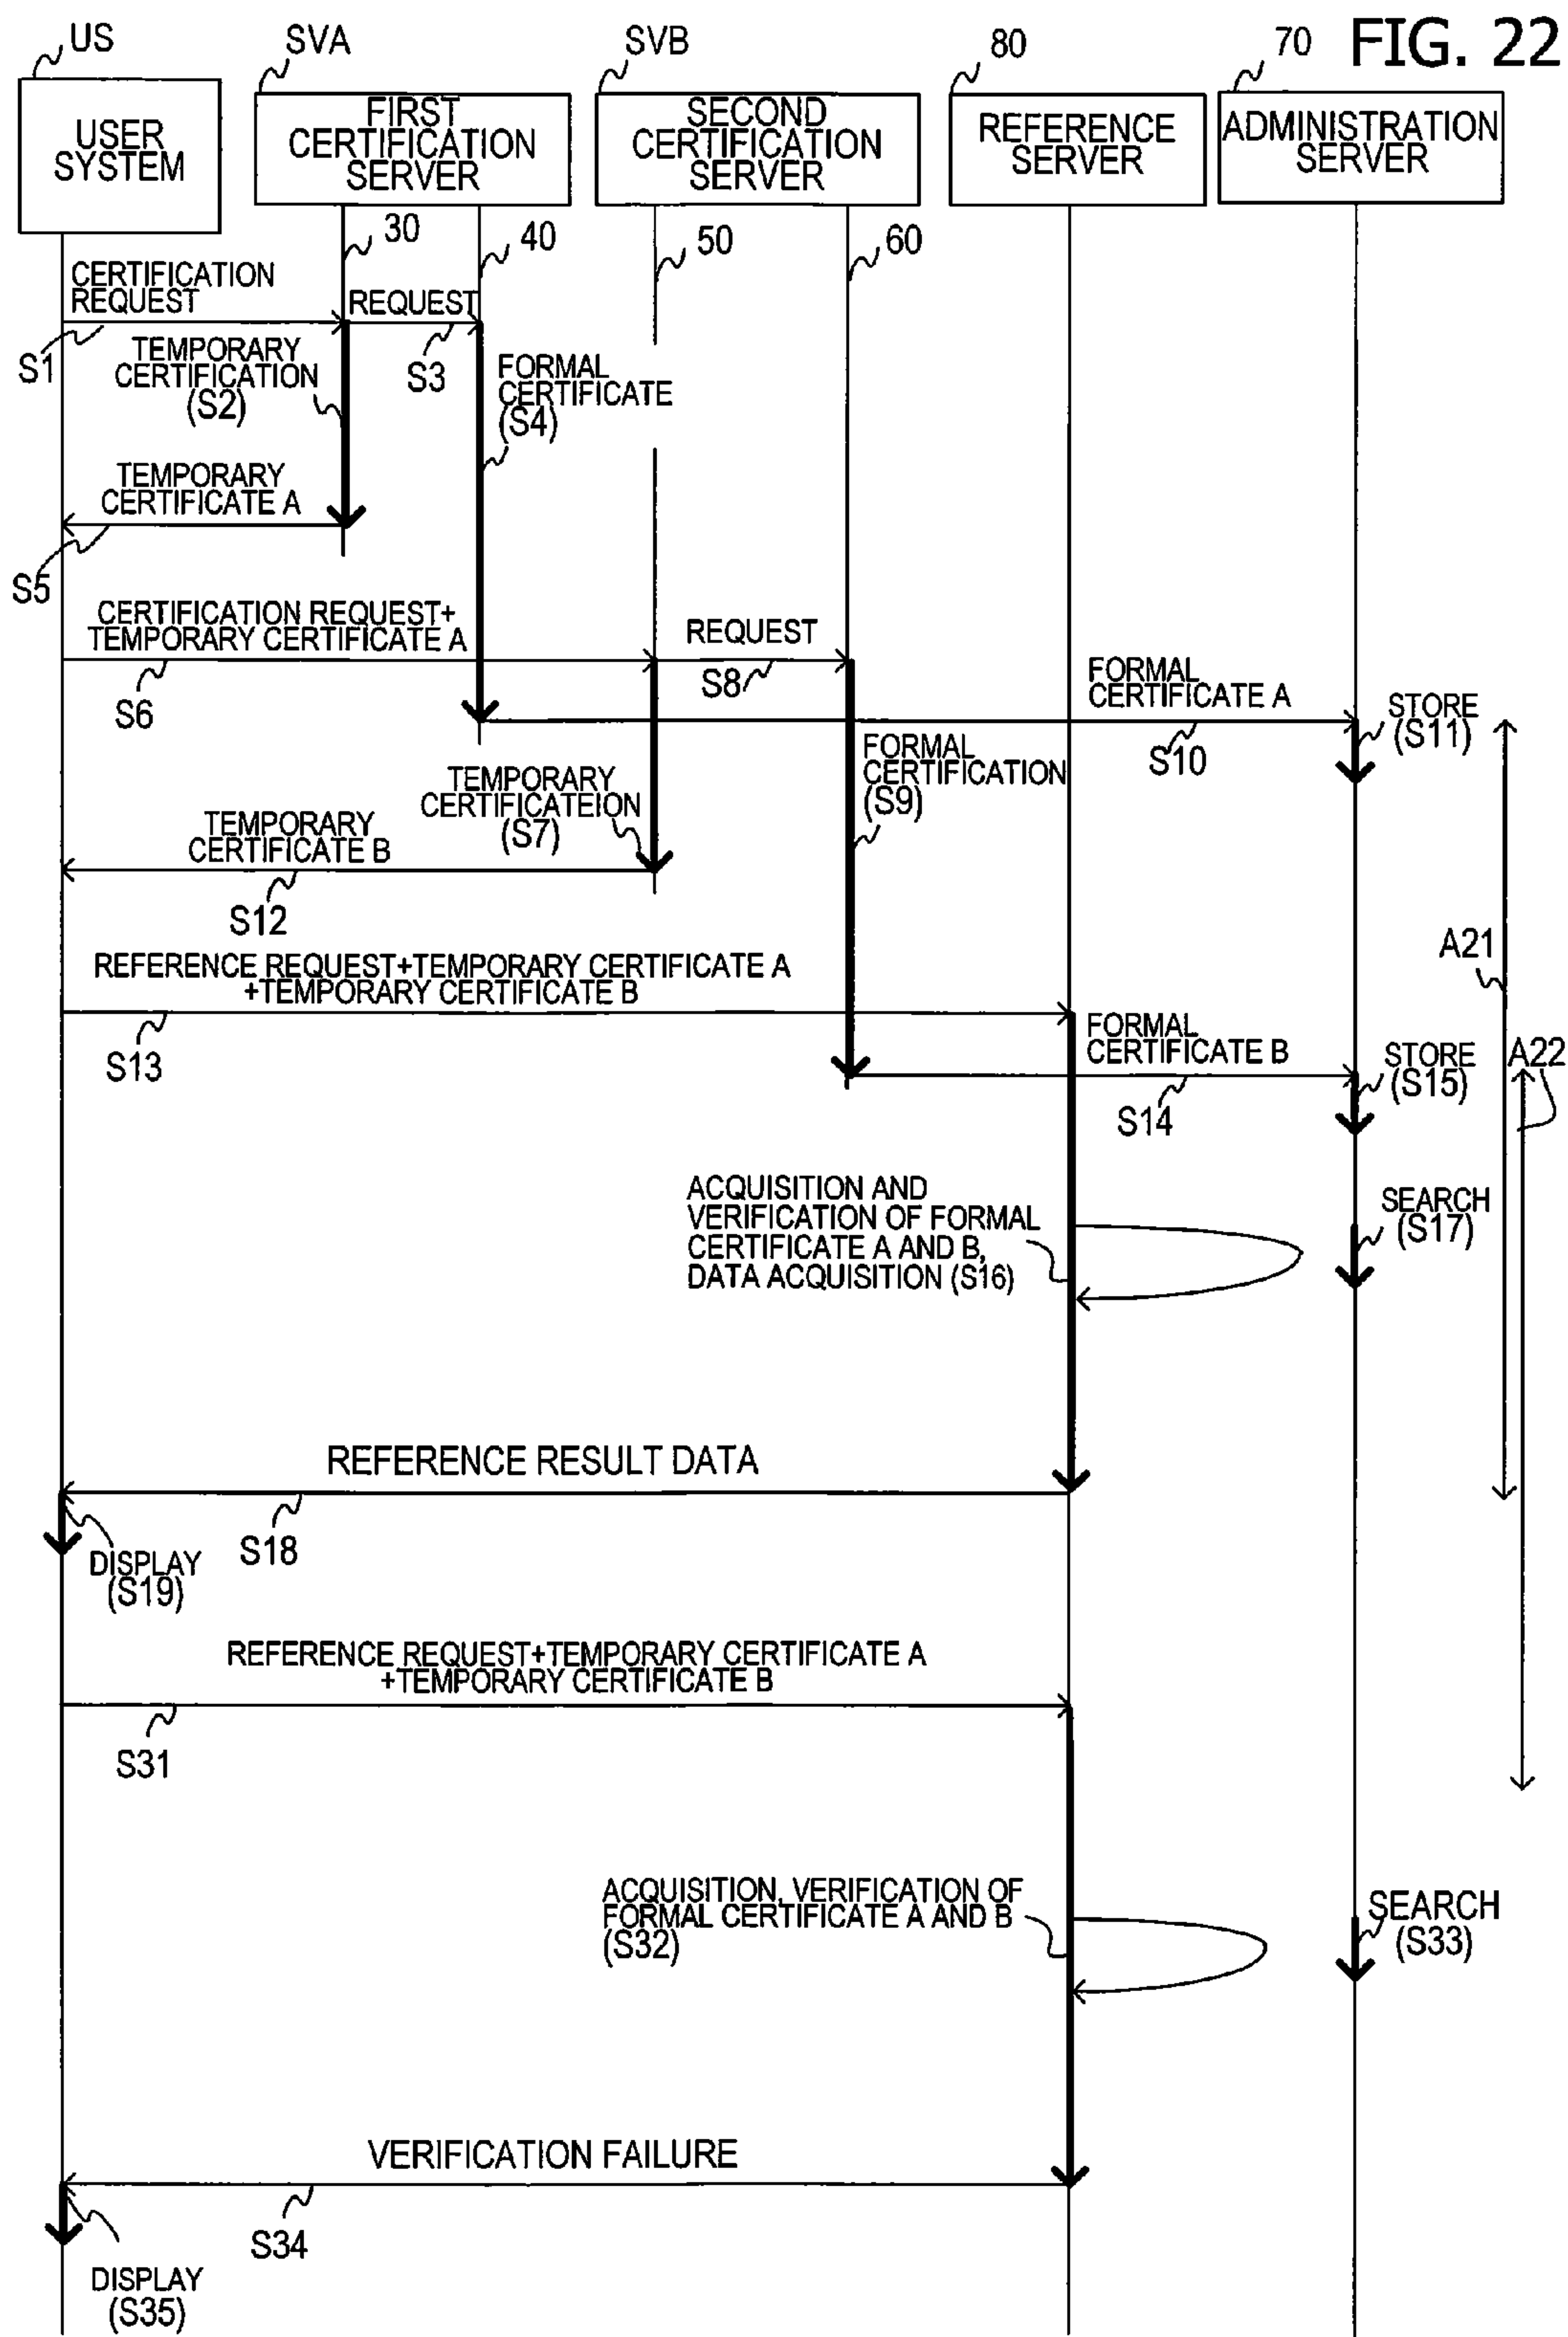 FIG. 22
US
SVA
SVB
80
70
USER
SYSTEM
FIRST
CERTIFICATION
SERVER
SECOND
CERTIFICATION
SERVER
REFERENCE
SERVER
ADMINISTRATION
SERVER
30
40
50
60
CERTIFICATION
REQUEST
REQUEST
S1
TEMPORARY
CERTIFICATION
(S2)
S3
FORMAL
CERTIFICATE
(S4)
TEMPORARY
CERTIFICATE A
S5
CERTIFICATION REQUEST+
TEMPORARY CERTIFICATE A
REQUEST
S6
S8
FORMAL
CERTIFICATE A
STORE
(S11)
S10
FORMAL
CERTIFICATION
(S9)
TEMPORARY
CERTIFICATEION
(S7)
TEMPORARY
CERTIFICATE B
S12
A21
REFERENCE REQUEST+TEMPORARY CERTIFICATE A
+TEMPORARY CERTIFICATE B
S13
FORMAL
CERTIFICATE B
STORE
(S15)
A22
S14
ACQUISITION AND
VERIFICATION OF FORMAL
CERTIFICATE A AND B,
DATA ACQUISITION (S16)
SEARCH
(S17)
REFERENCE RESULT DATA
S18
DISPLAY
(S19)
REFERENCE REQUEST+TEMPORARY CERTIFICATE A
+TEMPORARY CERTIFICATE B
S31
ACQUISITION, VERIFICATION OF
FORMAL CERTIFICATE A AND B
(S32)
SEARCH
(S33)
VERIFICATION FAILURE
S34
DISPLAY
(S35)